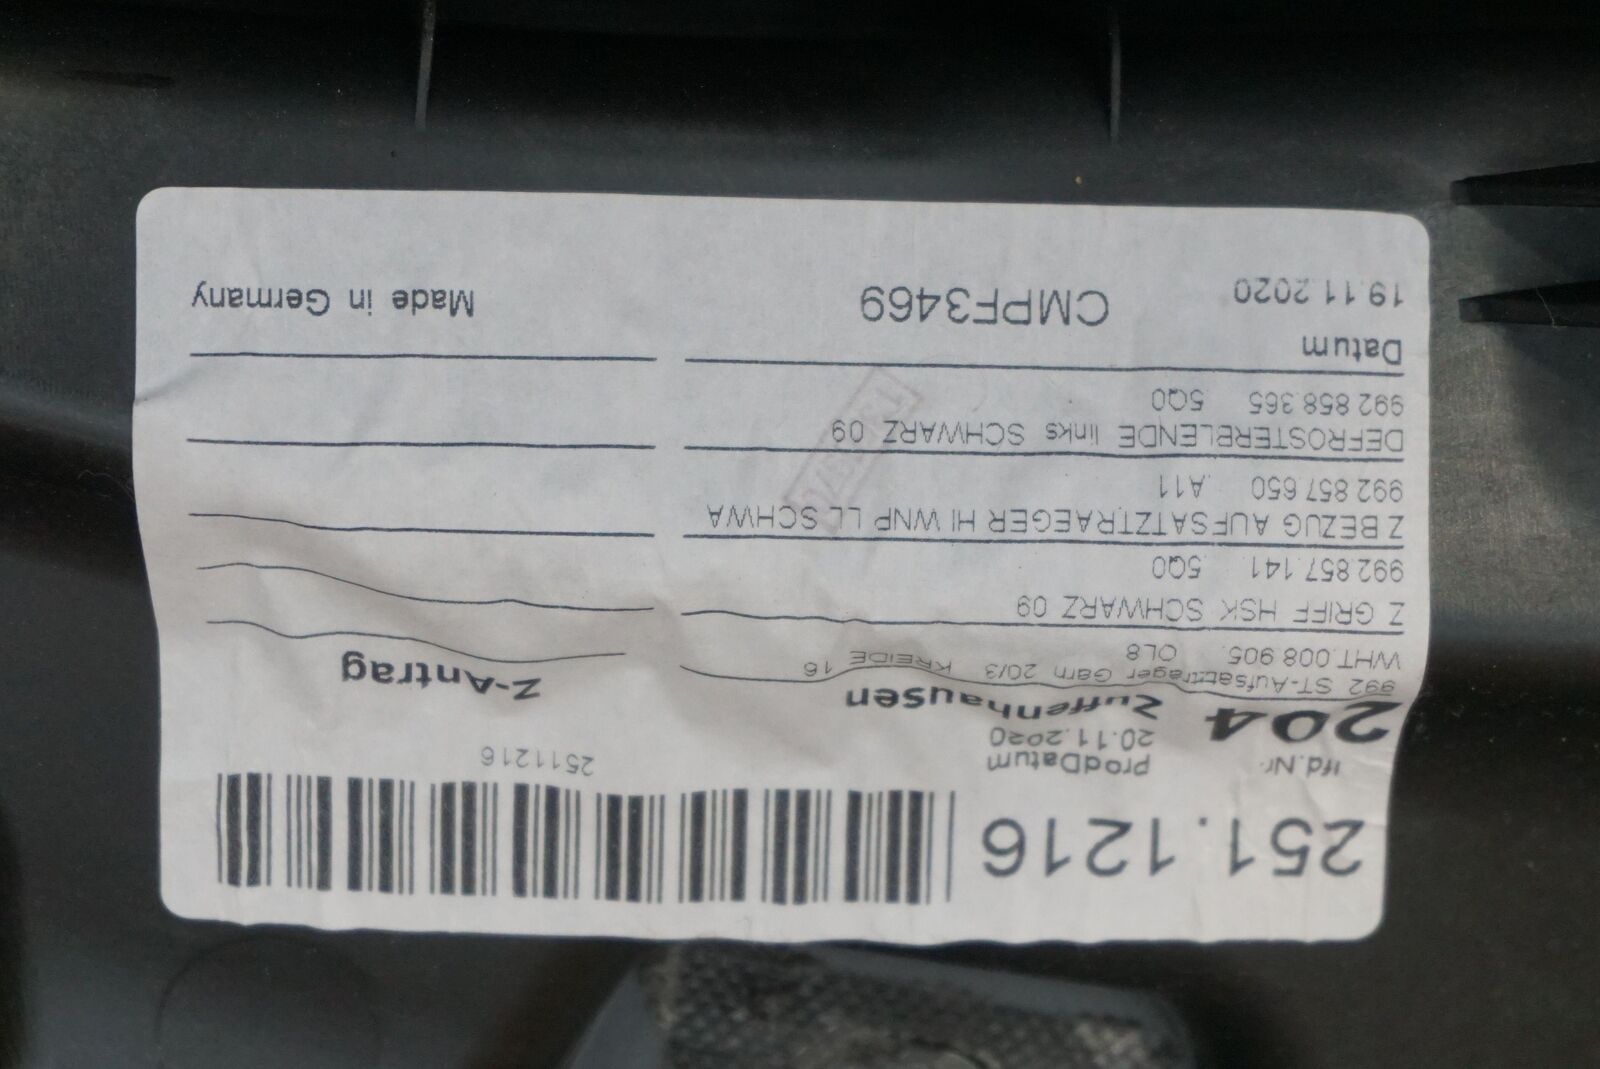 251.1216
lfd.Nr.
prodDatum
20.11.2020
2511216
204
Zuffenhausen
Z-Antrag
992 ST-Aufsatzträger Garn 20/3 KREIDE 16
WHT.008.905. OL8
Z GRIFF HSK SCHWARZ 09
992.857.141. 5Q0
Z BEZUG AUFSATZTRAEGER HI WNP LL SCHWA
992.857.650 .A11
DEFROSTERBLENDE links SCHWARZ 09
992.858.365 5Q0
Datum
19.11.2020
CMPF3469
Made in Germany